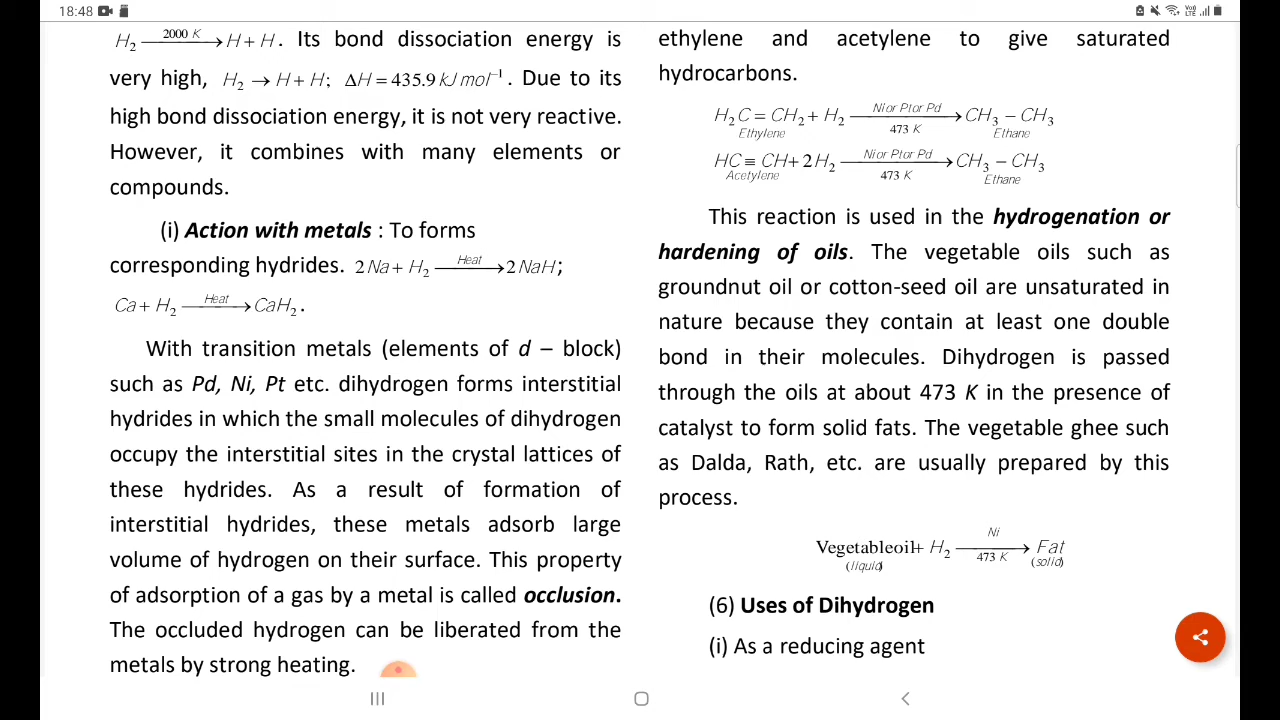 18:48
H₂ —2000 K→ H + H. Its bond dissociation energy is
very high, H₂ → H + H; ΔH = 435.9 kJ mol⁻¹. Due to its
high bond dissociation energy, it is not very reactive.
However, it combines with many elements or
compounds.
(i) Action with metals : To forms
corresponding hydrides. 2Na + H₂ —Heat→ 2NaH;
Ca + H₂ —Heat→ CaH₂.
With transition metals (elements of d – block)
such as Pd, Ni, Pt etc. dihydrogen forms interstitial
hydrides in which the small molecules of dihydrogen
occupy the interstitial sites in the crystal lattices of
these hydrides. As a result of formation of
interstitial hydrides, these metals adsorb large
volume of hydrogen on their surface. This property
of adsorption of a gas by a metal is called occlusion.
The occluded hydrogen can be liberated from the
metals by strong heating.
ethylene and acetylene to give saturated
hydrocarbons.
Ni or Pt or Pd
H₂C = CH₂ + H₂ → CH₃ – CH₃
Ethylene 473 K Ethane
Ni or Pt or Pd
HC ≡ CH + 2H₂ → CH₃ – CH₃
Acetylene 473 K Ethane
This reaction is used in the hydrogenation or
hardening of oils. The vegetable oils such as
groundnut oil or cotton-seed oil are unsaturated in
nature because they contain at least one double
bond in their molecules. Dihydrogen is passed
through the oils at about 473 K in the presence of
catalyst to form solid fats. The vegetable ghee such
as Dalda, Rath, etc. are usually prepared by this
process.
Ni
Vegetable oil + H₂ → Fat
(liquid) 473 K (solid)
(6) Uses of Dihydrogen
(i) As a reducing agent